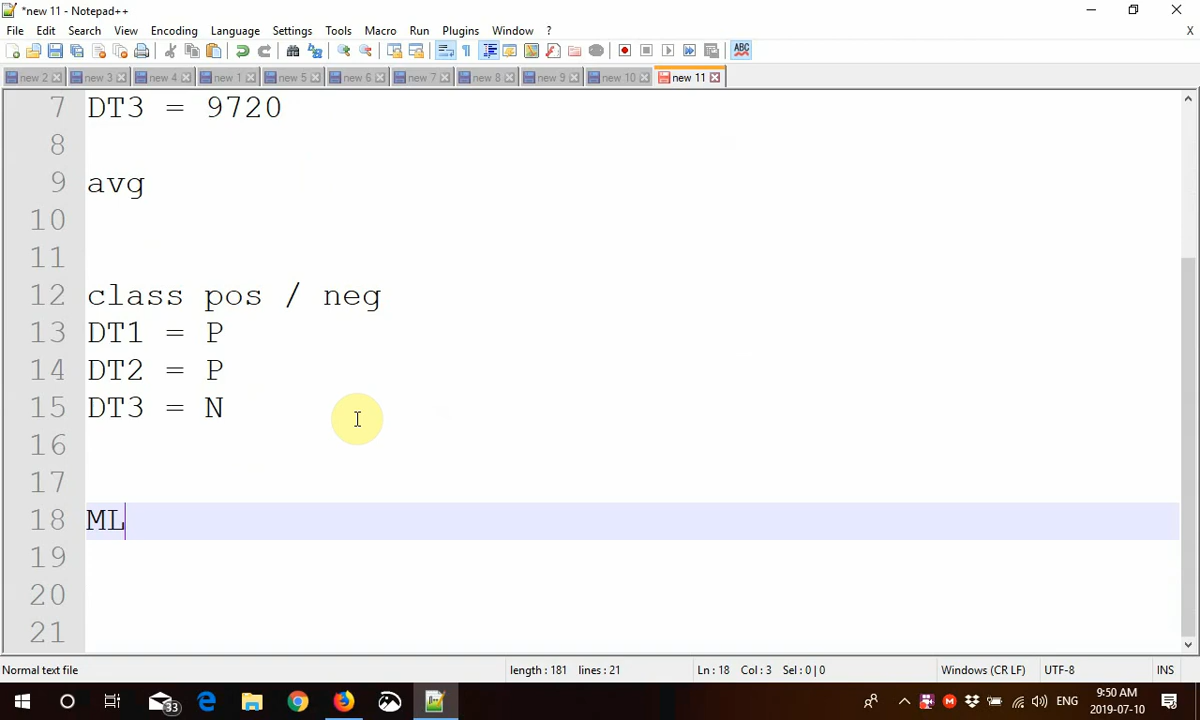 *new 11 - Notepad++
File Edit Search View Encoding Language Settings Tools Macro Run Plugins Window ? X
ABC
new 2 new 3 new 4 new 1 new 5 new 6 new 7 new 8 new 9 new 10 new 11
7 DT3 = 9720
8
9 avg
10
11
12 class pos / neg
13 DT1 = P
14 DT2 = P
15 DT3 = N
16
17
18 ML
19
20
21
Normal text file length : 181 lines : 21 Ln : 18 Col : 3 Sel : 0 | 0 Windows (CR LF) UTF-8 INS
33 ENG 9:50 AM
2019-07-10